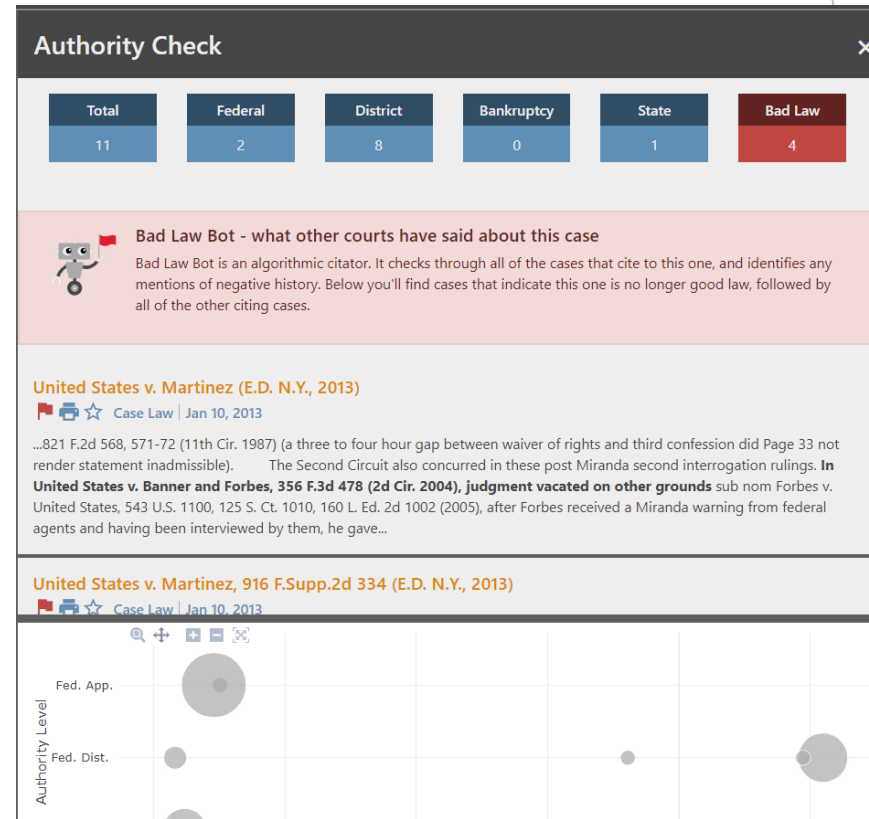 Authority Check
Total Federal District Bankruptcy State Bad Law
11 2 8 0 1 4
Bad Law Bot - what other courts have said about this case
Bad Law Bot is an algorithmic citator. It checks through all of the cases that cite to this one, and identifies any
mentions of negative history. Below you'll find cases that indicate this one is no longer good law, followed by
all of the other citing cases.
United States v. Martinez (E.D. N.Y., 2013)
Case Law | Jan 10, 2013
...821 F.2d 568, 571-72 (11th Cir. 1987) (a three to four hour gap between waiver of rights and third confession did Page 33 not
render statement inadmissible). The Second Circuit also concurred in these post Miranda second interrogation rulings. In
United States v. Banner and Forbes, 356 F.3d 478 (2d Cir. 2004), judgment vacated on other grounds sub nom Forbes v.
United States, 543 U.S. 1100, 125 S. Ct. 1010, 160 L. Ed. 2d 1002 (2005), after Forbes received a Miranda warning from federal
agents and having been interviewed by them, he gave...
United States v. Martinez, 916 F.Supp.2d 334 (E.D. N.Y., 2013)
Case Law | Jan 10, 2013
Fed. App.
Authority Level
Fed. Dist.